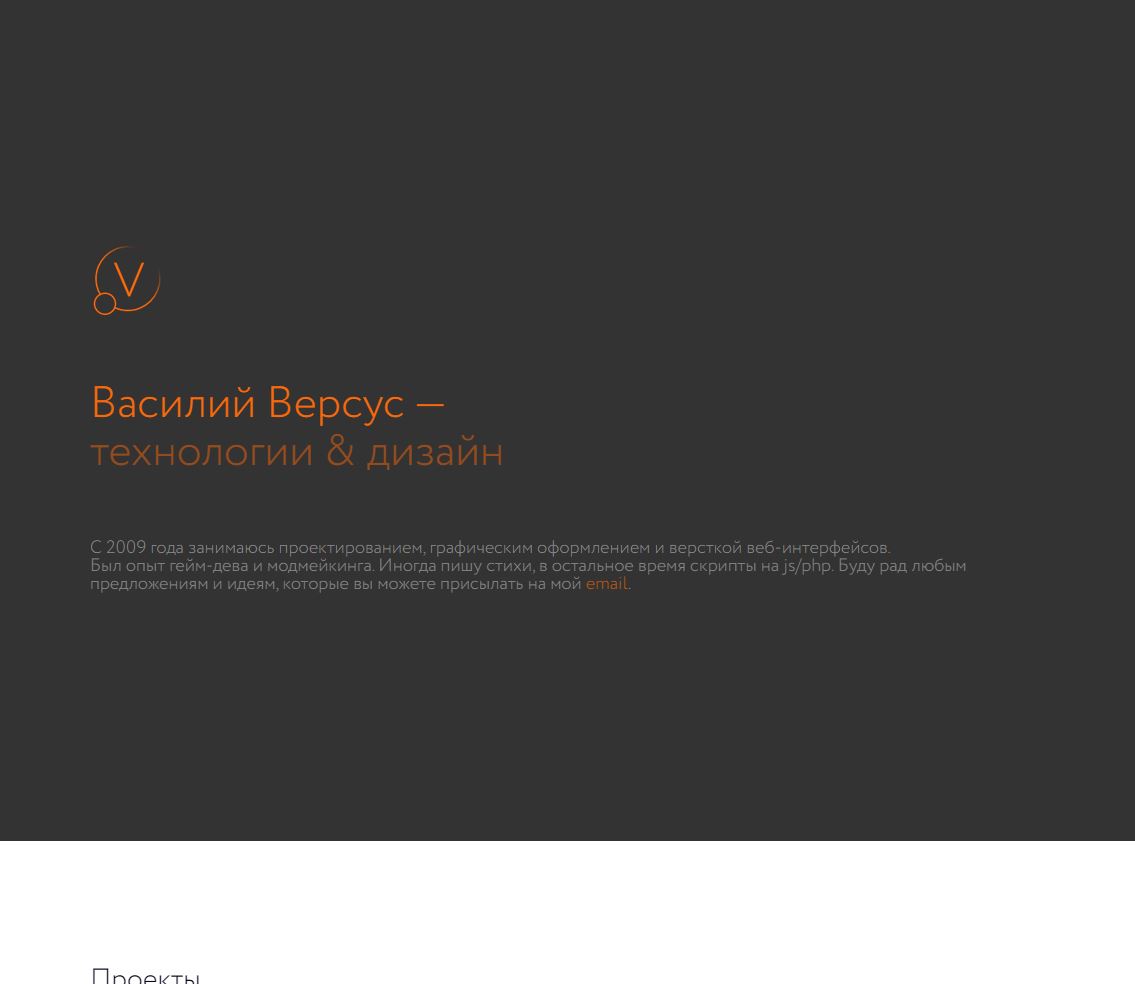 V
Василий Версус —
технологии & дизайн
С 2009 года занимаюсь проектированием, графическим оформлением и версткой веб-интерфейсов.
Был опыт гейм-дева и модмейкинга. Иногда пишу стихи, в остальное время скрипты на js/php. Буду рад любым
предложениям и идеям, которые вы можете присылать на мой email.
Проекты